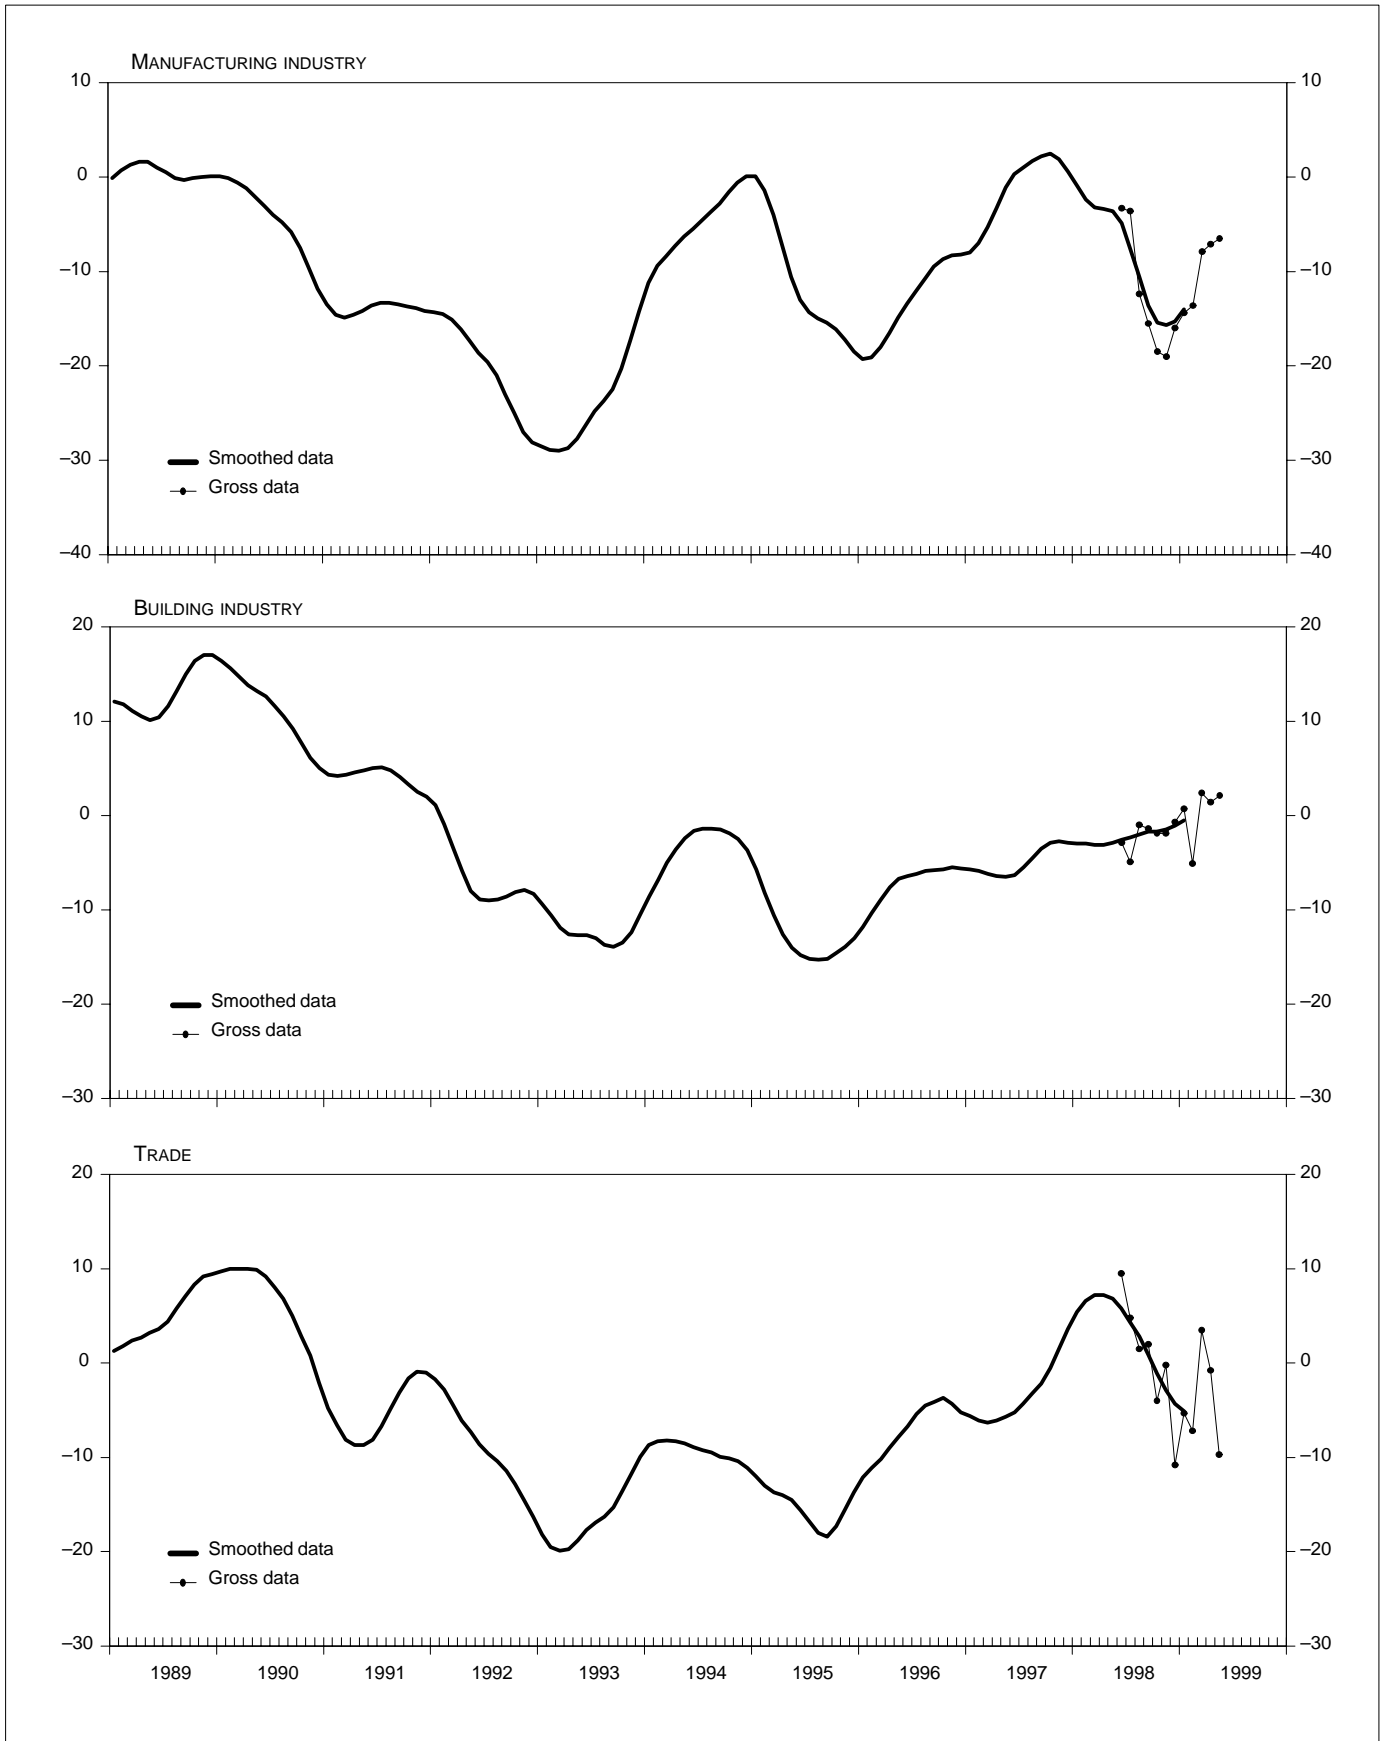 MANUFACTURING INDUSTRY
10 10
0 0
–10 –10
–20 –20
–30 –30
Smoothed data
Gross data
–40 –40
BUILDING INDUSTRY
20 20
10 10
0 0
–10 –10
–20 –20
Smoothed data
Gross data
–30 –30
TRADE
20 20
10 10
0 0
–10 –10
–20 –20
Smoothed data
Gross data
–30 –30
1989 1990 1991 1992 1993 1994 1995 1996 1997 1998 1999